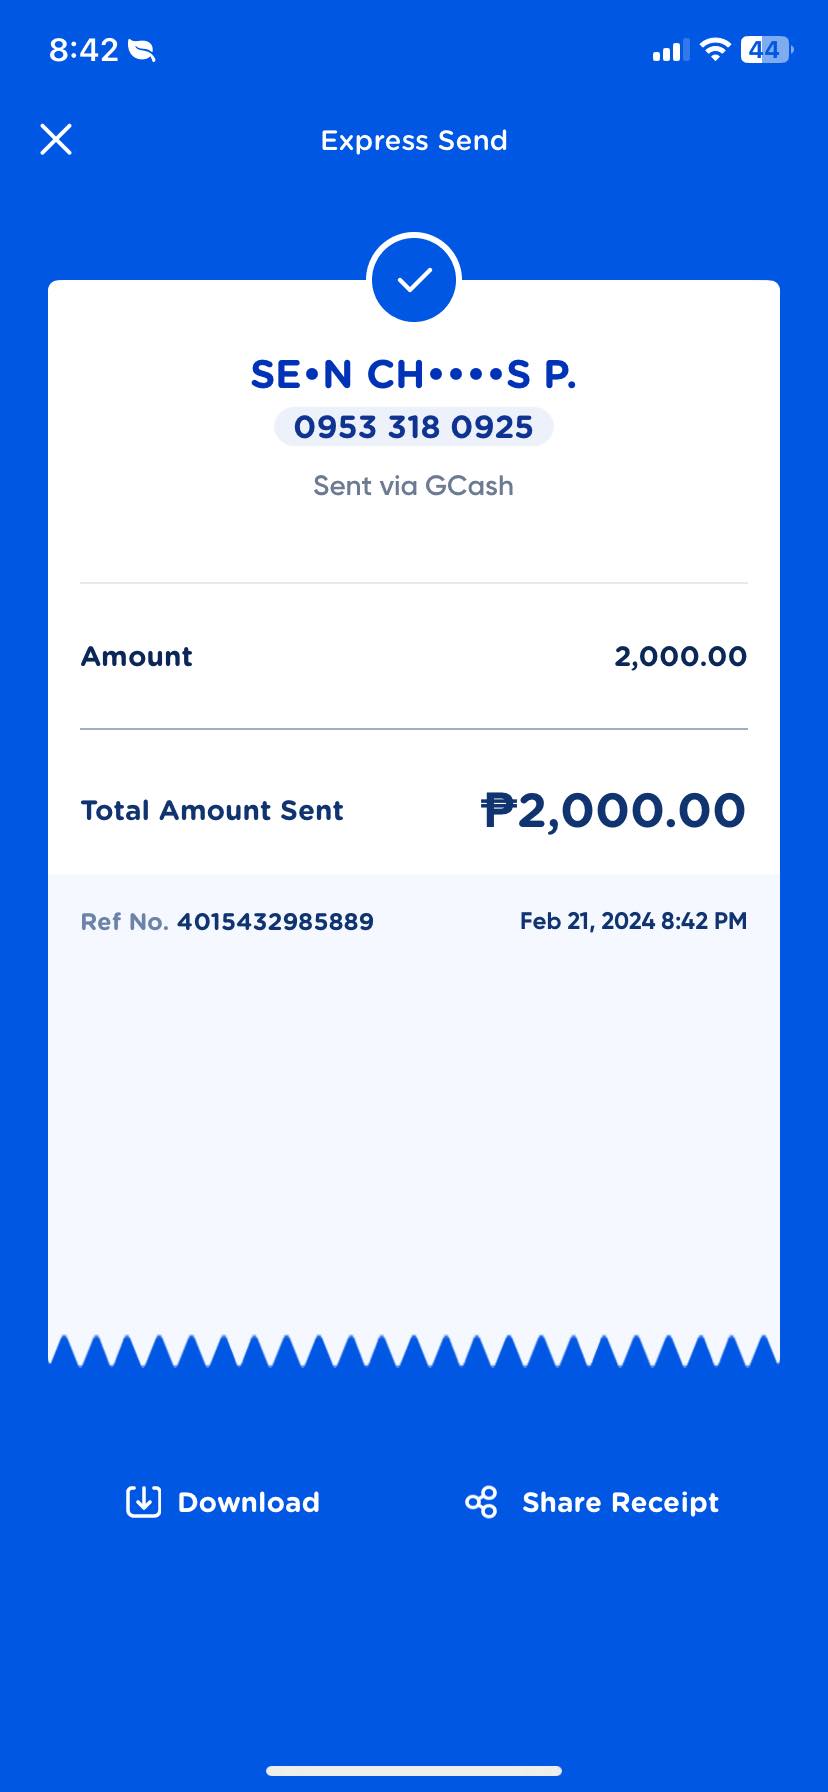 8:42
44
Express Send
SE•N CH••••S P.
0953 318 0925
Sent via GCash
Amount 2,000.00
Total Amount Sent ₱2,000.00
Ref No. 4015432985889 Feb 21, 2024 8:42 PM
Download Share Receipt